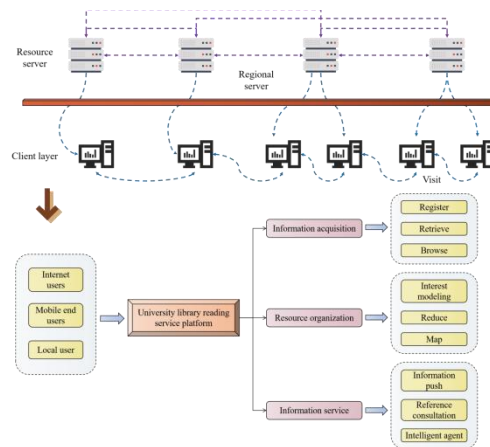 Resource
server
Regional
server
Client layer
Visit
Internet
users
Mobile end
users
Local user
University library reading
service platform
Information acquisition
Resource organization
Information service
Register
Retrieve
Browse
Interest
modeling
Reduce
Map
Information
push
Reference
consultation
Intelligent agent